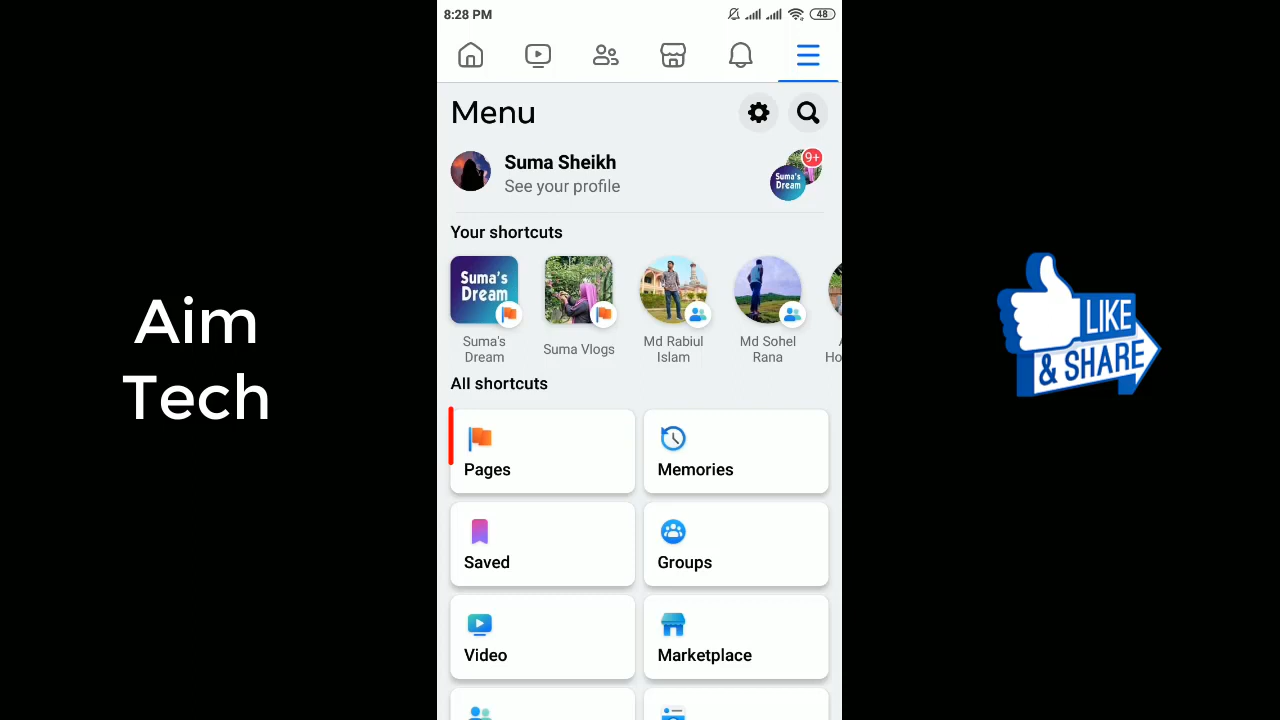 8:28 PM
48
Menu
Suma Sheikh
See your profile
9+
Suma's
Dream
Your shortcuts
Suma's
Dream
Suma's
Dream
Suma Vlogs
Md Rabiul
Islam
Md Sohel
Rana
All shortcuts
Pages
Memories
Saved
Groups
Video
Marketplace
Aim
Tech
LIKE
& SHARE